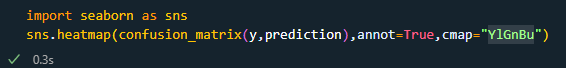 import seaborn as sns
sns.heatmap(confusion_matrix(y,prediction),annot=True,cmap="YlGnBu")
0.3s